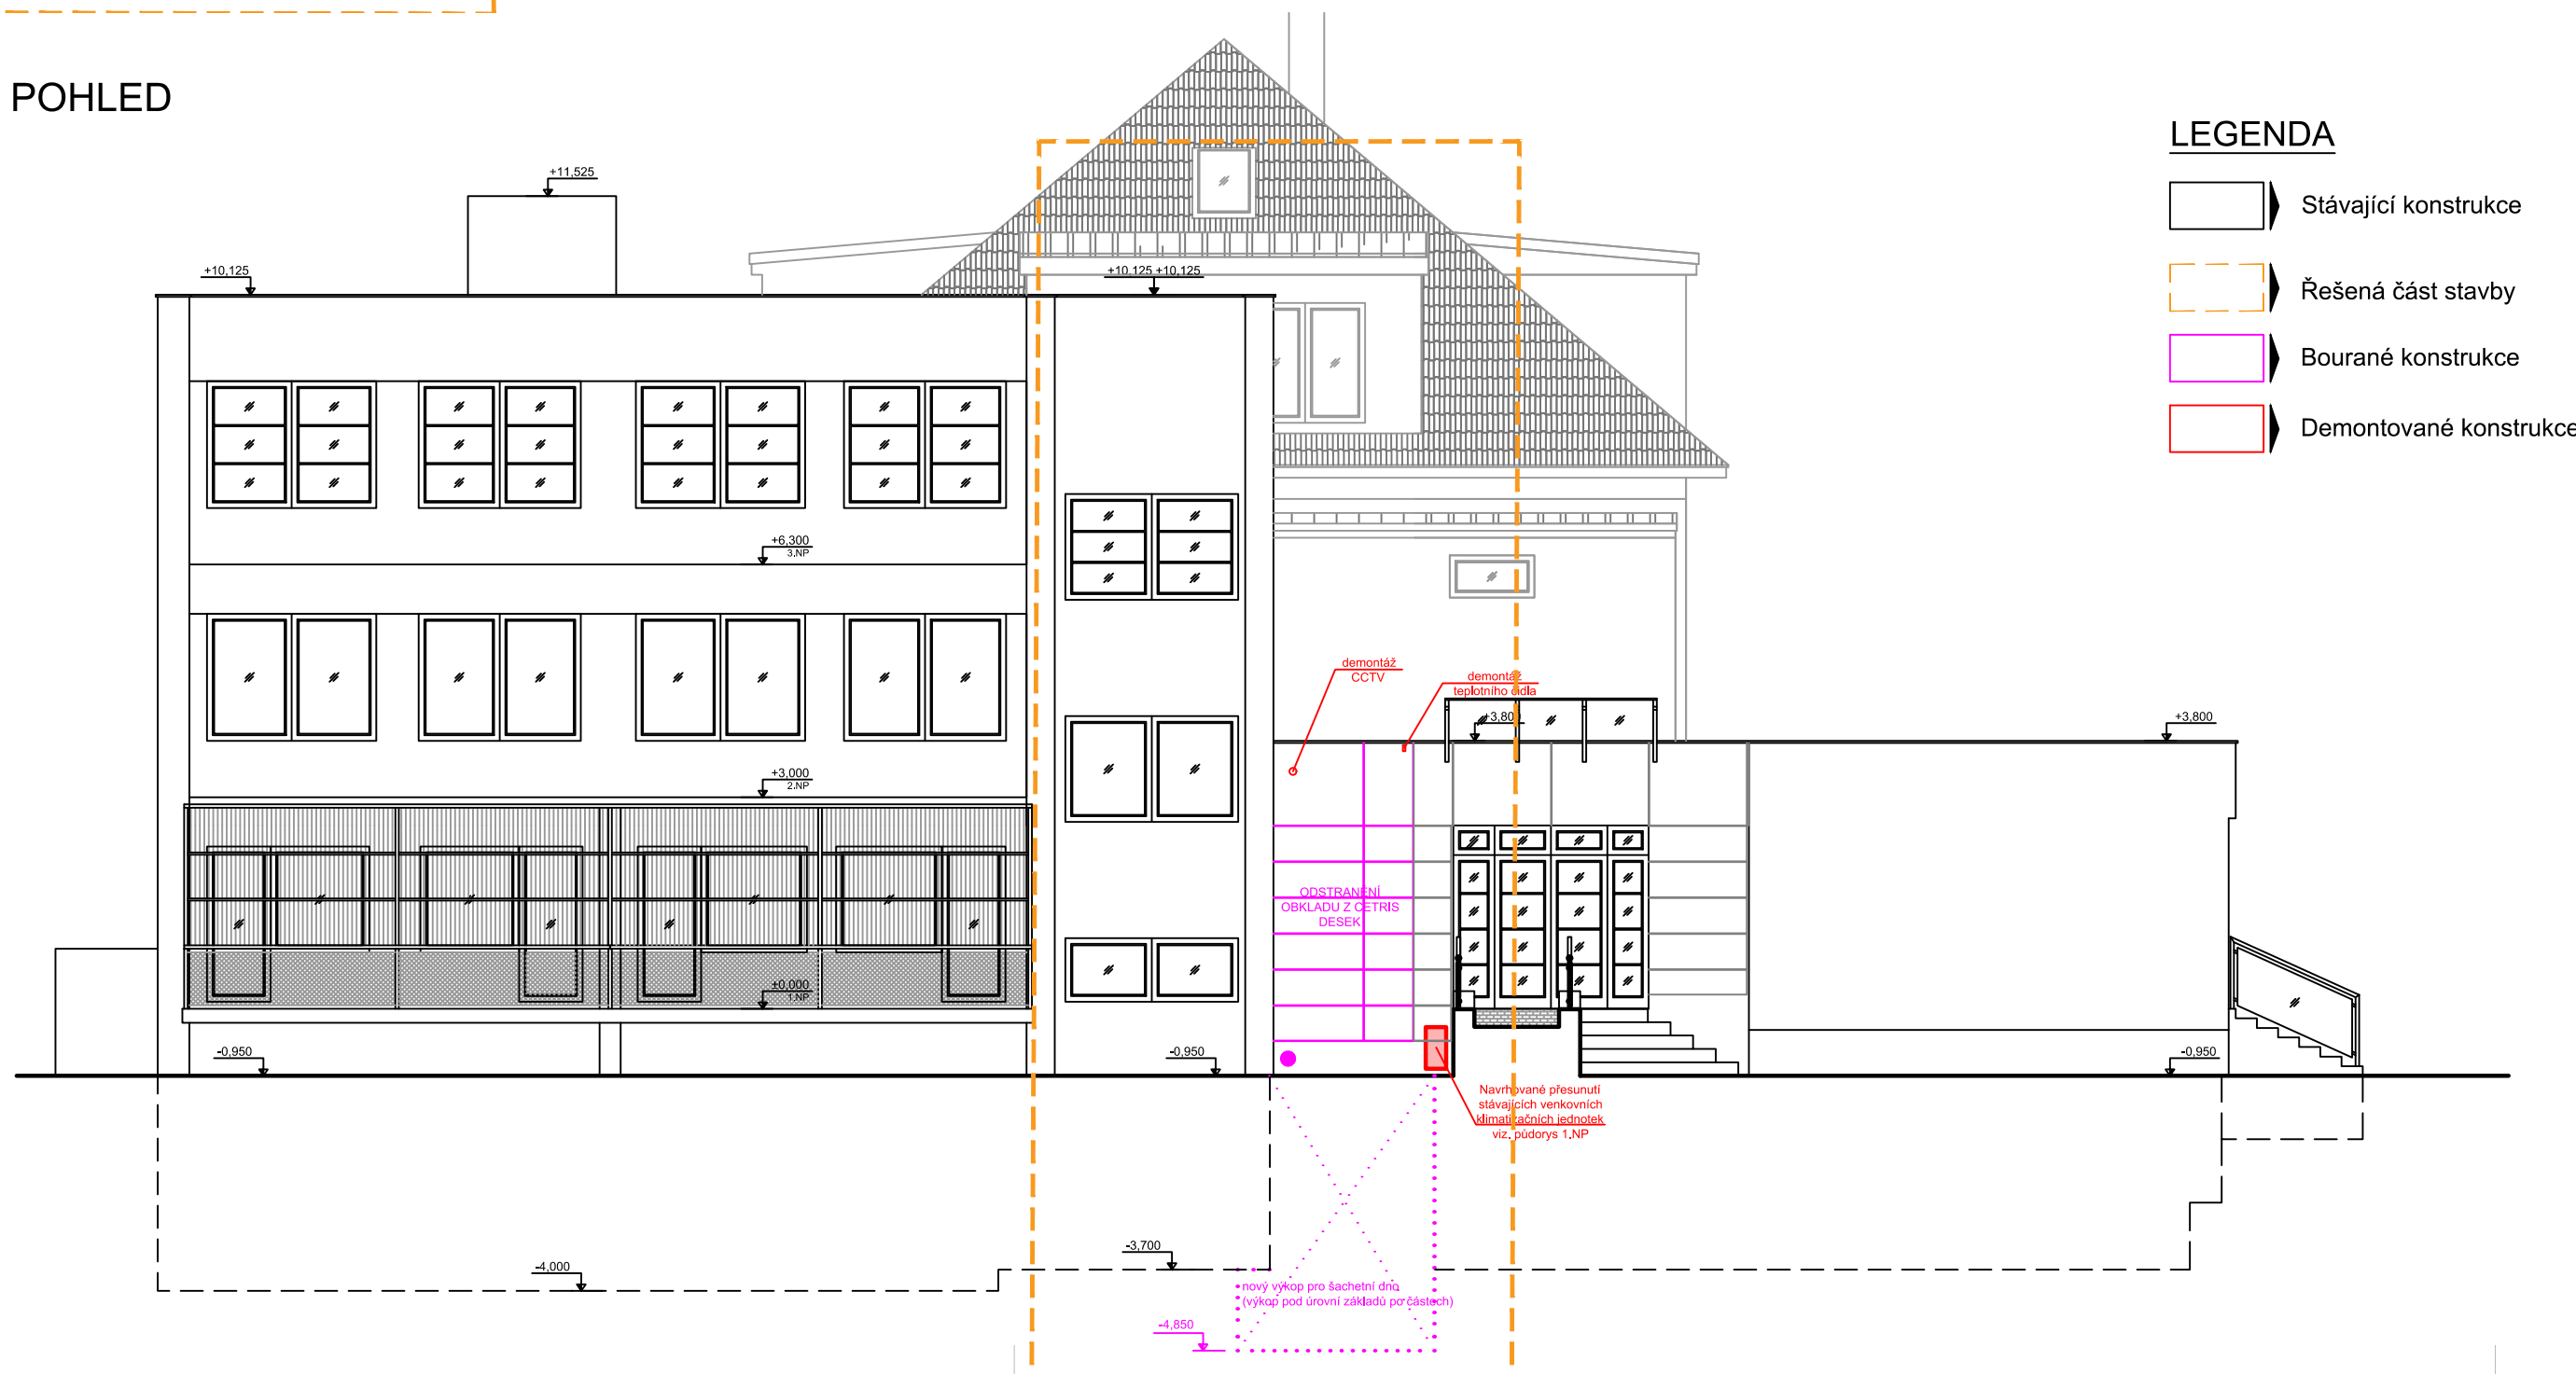 POHLED
LEGENDA
Stávající konstrukce
Řešená část stavby
Bourané konstrukce
Demontované konstrukce
+11,525
+10,125
+10,125 +10,125
+6,300
3.NP
demontáž
CCTV
demontáž
teplotního čidla
+3,800
+3,800
+3,000
2.NP
ODSTRANĚNÍ
OBKLADU Z CETRIS
DESEK
±0,000
1.NP
-0,950
-0,950
-0,950
Navrhované přesunutí
stávajících venkovních
klimatizačních jednotek
viz. půdorys 1.NP
-3,700
-4,000
nový výkop pro šachetní dno
(výkop pod úrovní základů po částech)
-4,850